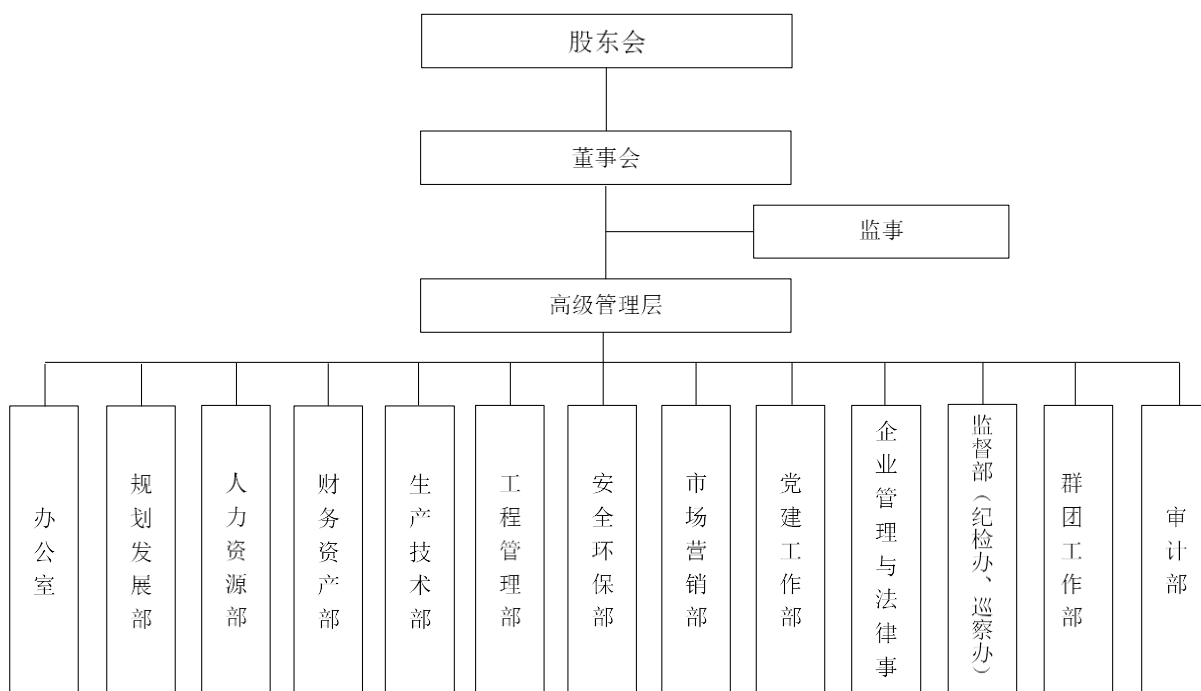 股东会
董事会
监事
高级管理层
办公室
规划发展部
人力资源部
财务资产部
生产技术部
工程管理部
安全环保部
市场营销部
党建工作部
企业管理与法律事
监督部（纪检办、巡察办）
群团工作部
审计部